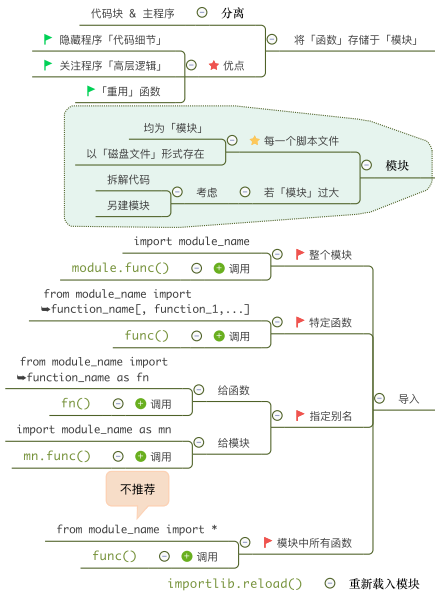 代码块 & 主程序
分离
隐藏程序「代码细节」
将「函数」存储于「模块」
关注程序「高层逻辑」
优点
「重用」函数
均为「模块」
每一个脚本文件
以「磁盘文件」形式存在
模块
拆解代码
考虑
若「模块」过大
另建模块
import module_name
整个模块
module.func()
调用
from module_name import
➥function_name[, function_1,...]
特定函数
func()
调用
from module_name import
➥function_name as fn
给函数
fn()
调用
导入
指定别名
import module_name as mn
给模块
mn.func()
调用
不推荐
from module_name import *
模块中所有函数
func()
调用
importlib.reload()
重新载入模块